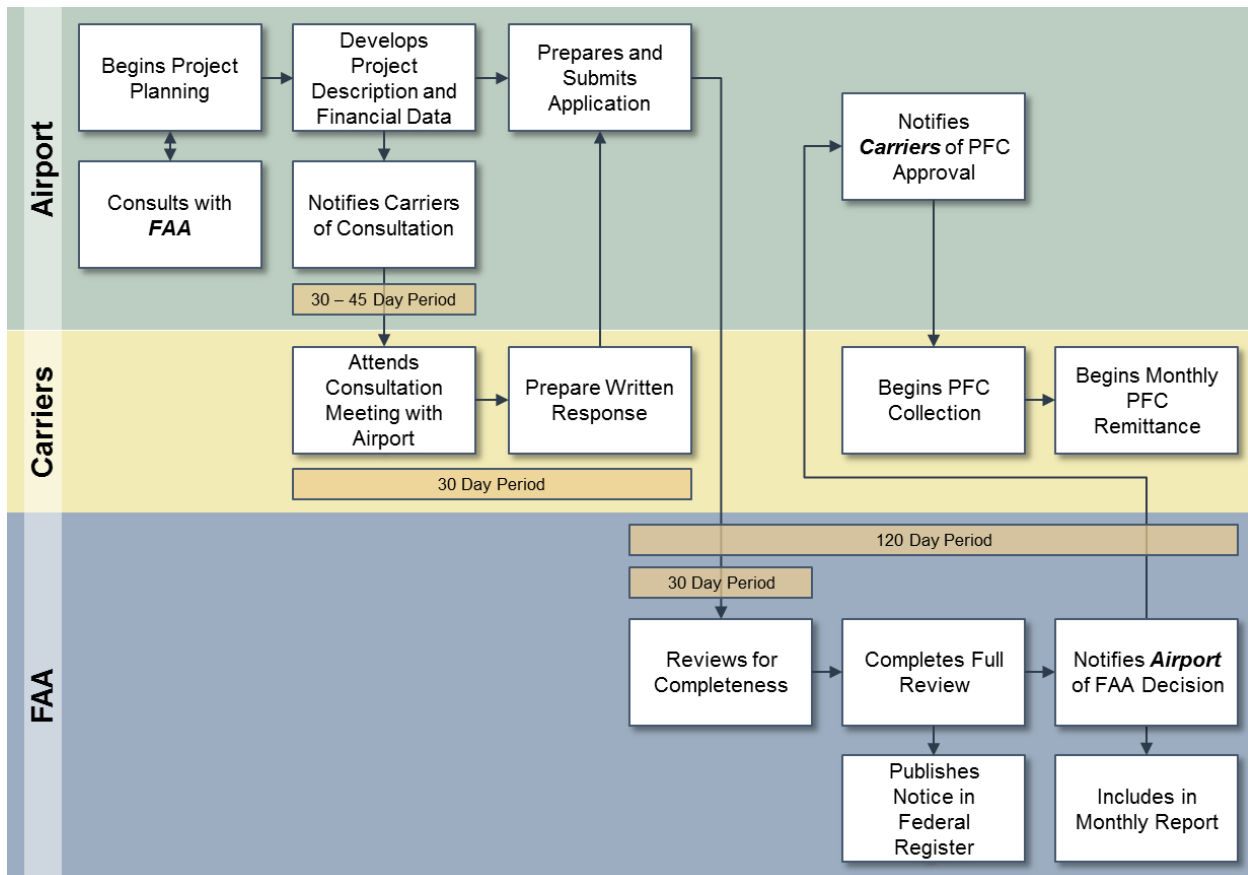 Airport
Begins Project
Planning
Develops
Project
Description and
Financial Data
Prepares and
Submits
Application
Consults with
FAA
Notifies Carriers
of Consultation
Notifies
Carriers of PFC
Approval
30 – 45 Day Period
Carriers
Attends
Consultation
Meeting with
Airport
Prepare Written
Response
Begins PFC
Collection
Begins Monthly
PFC
Remittance
30 Day Period
FAA
120 Day Period
30 Day Period
Reviews for
Completeness
Completes Full
Review
Notifies Airport
of FAA Decision
Publishes
Notice in
Federal
Register
Includes in
Monthly Report